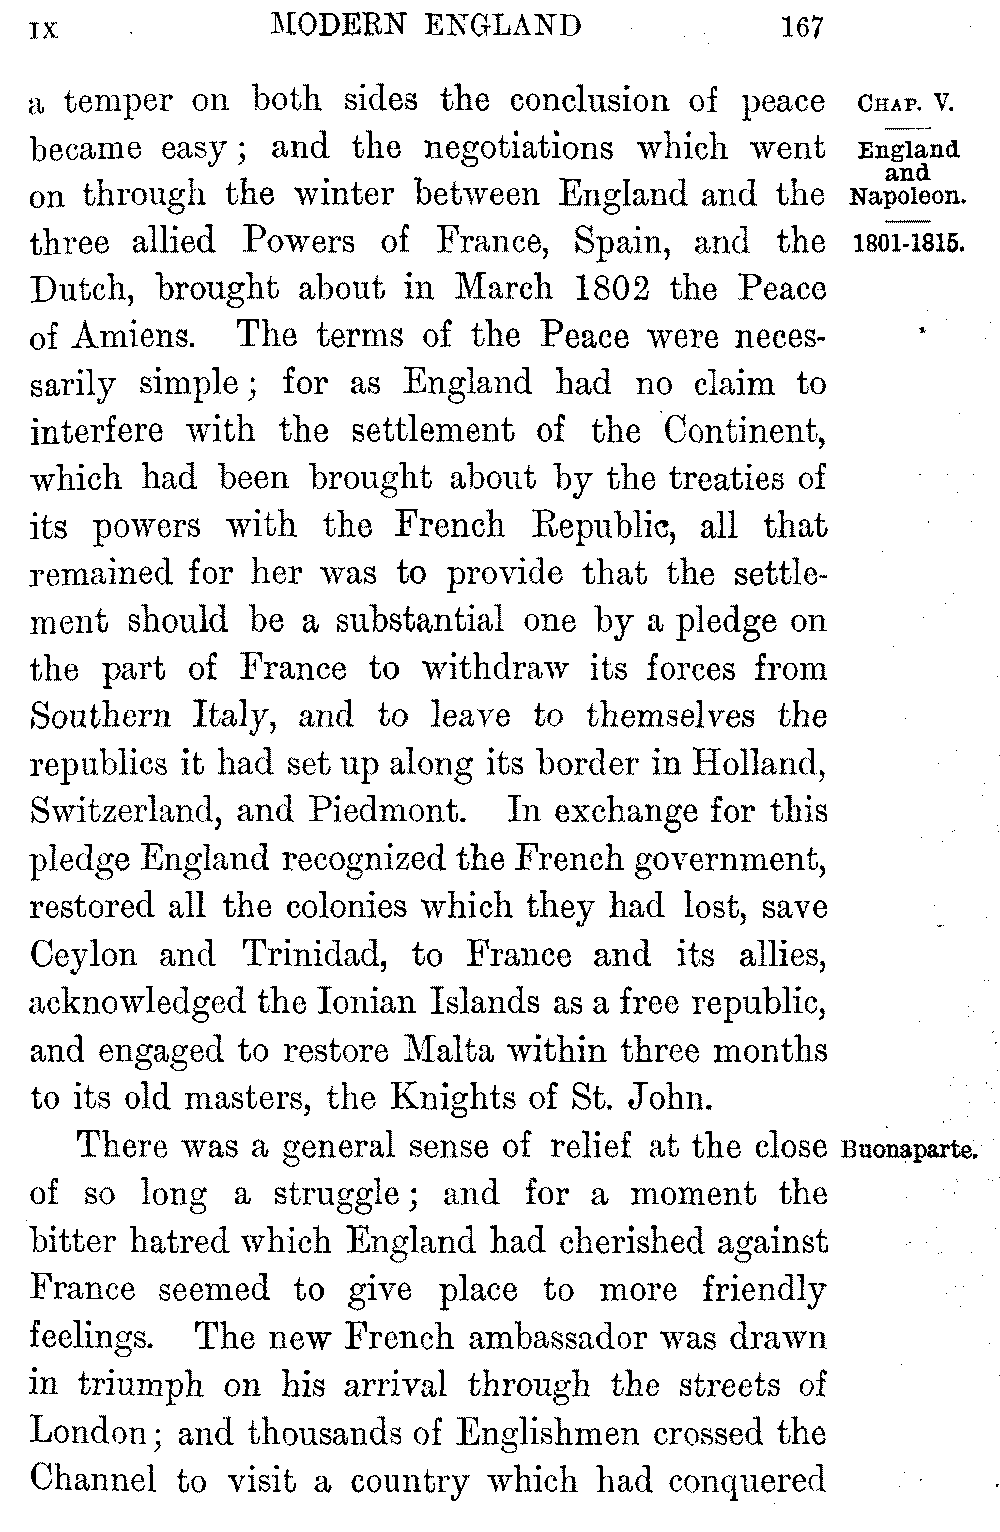 IX MODERN ENGLAND 167
a temper on both sides the conclusion of peace
became easy; and the negotiations which went
on through the winter between England and the
three allied Powers of France, Spain, and the
Dutch, brought about in March 1802 the Peace
of Amiens. The terms of the Peace were neces-
sarily simple; for as England had no claim to
interfere with the settlement of the Continent,
which had been brought about by the treaties of
its powers with the French Republic, all that
remained for her was to provide that the settle-
ment should be a substantial one by a pledge on
the part of France to withdraw its forces from
Southern Italy, and to leave to themselves the
republics it had set up along its border in Holland,
Switzerland, and Piedmont. In exchange for this
pledge England recognized the French government,
restored all the colonies which they had lost, save
Ceylon and Trinidad, to France and its allies,
acknowledged the Ionian Islands as a free republic,
and engaged to restore Malta within three months
to its old masters, the Knights of St. John.
There was a general sense of relief at the close
of so long a struggle; and for a moment the
bitter hatred which England had cherished against
France seemed to give place to more friendly
feelings. The new French ambassador was drawn
in triumph on his arrival through the streets of
London; and thousands of Englishmen crossed the
Channel to visit a country which had conquered
CHAP. V.
England
and
Napoleon.
1801-1815.
Buonaparte.